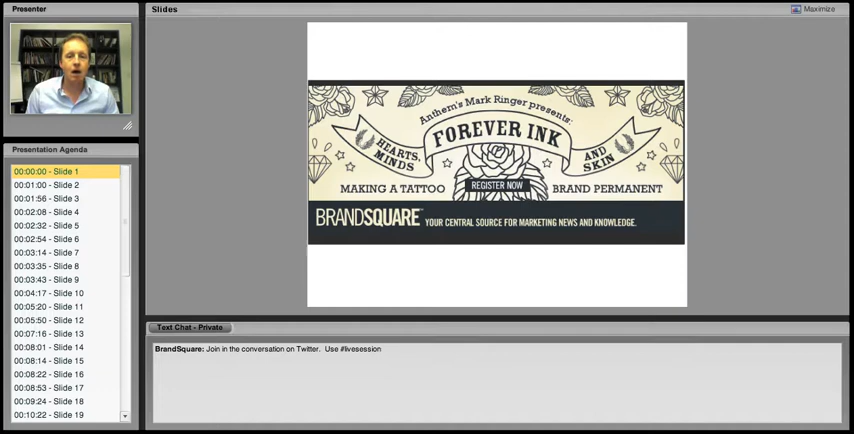 Presenter
Slides
Maximize
Presentation Agenda
00:00:00 - Slide 1
00:01:00 - Slide 2
00:01:56 - Slide 3
00:02:08 - Slide 4
00:02:32 - Slide 5
00:02:54 - Slide 6
00:03:14 - Slide 7
00:03:35 - Slide 8
00:03:43 - Slide 9
00:04:17 - Slide 10
00:05:20 - Slide 11
00:05:50 - Slide 12
00:07:16 - Slide 13
00:08:01 - Slide 14
00:08:14 - Slide 15
00:08:22 - Slide 16
00:08:53 - Slide 17
00:09:24 - Slide 18
00:10:22 - Slide 19
Anthem's Mark Ringer presents:
FOREVER INK
HEARTS, MINDS
AND SKIN
MAKING A TATTOO
REGISTER NOW
BRAND PERMANENT
BRANDSQUARE™ YOUR CENTRAL SOURCE FOR MARKETING NEWS AND KNOWLEDGE.
Text Chat - Private
BrandSquare: Join in the conversation on Twitter. Use #livesession